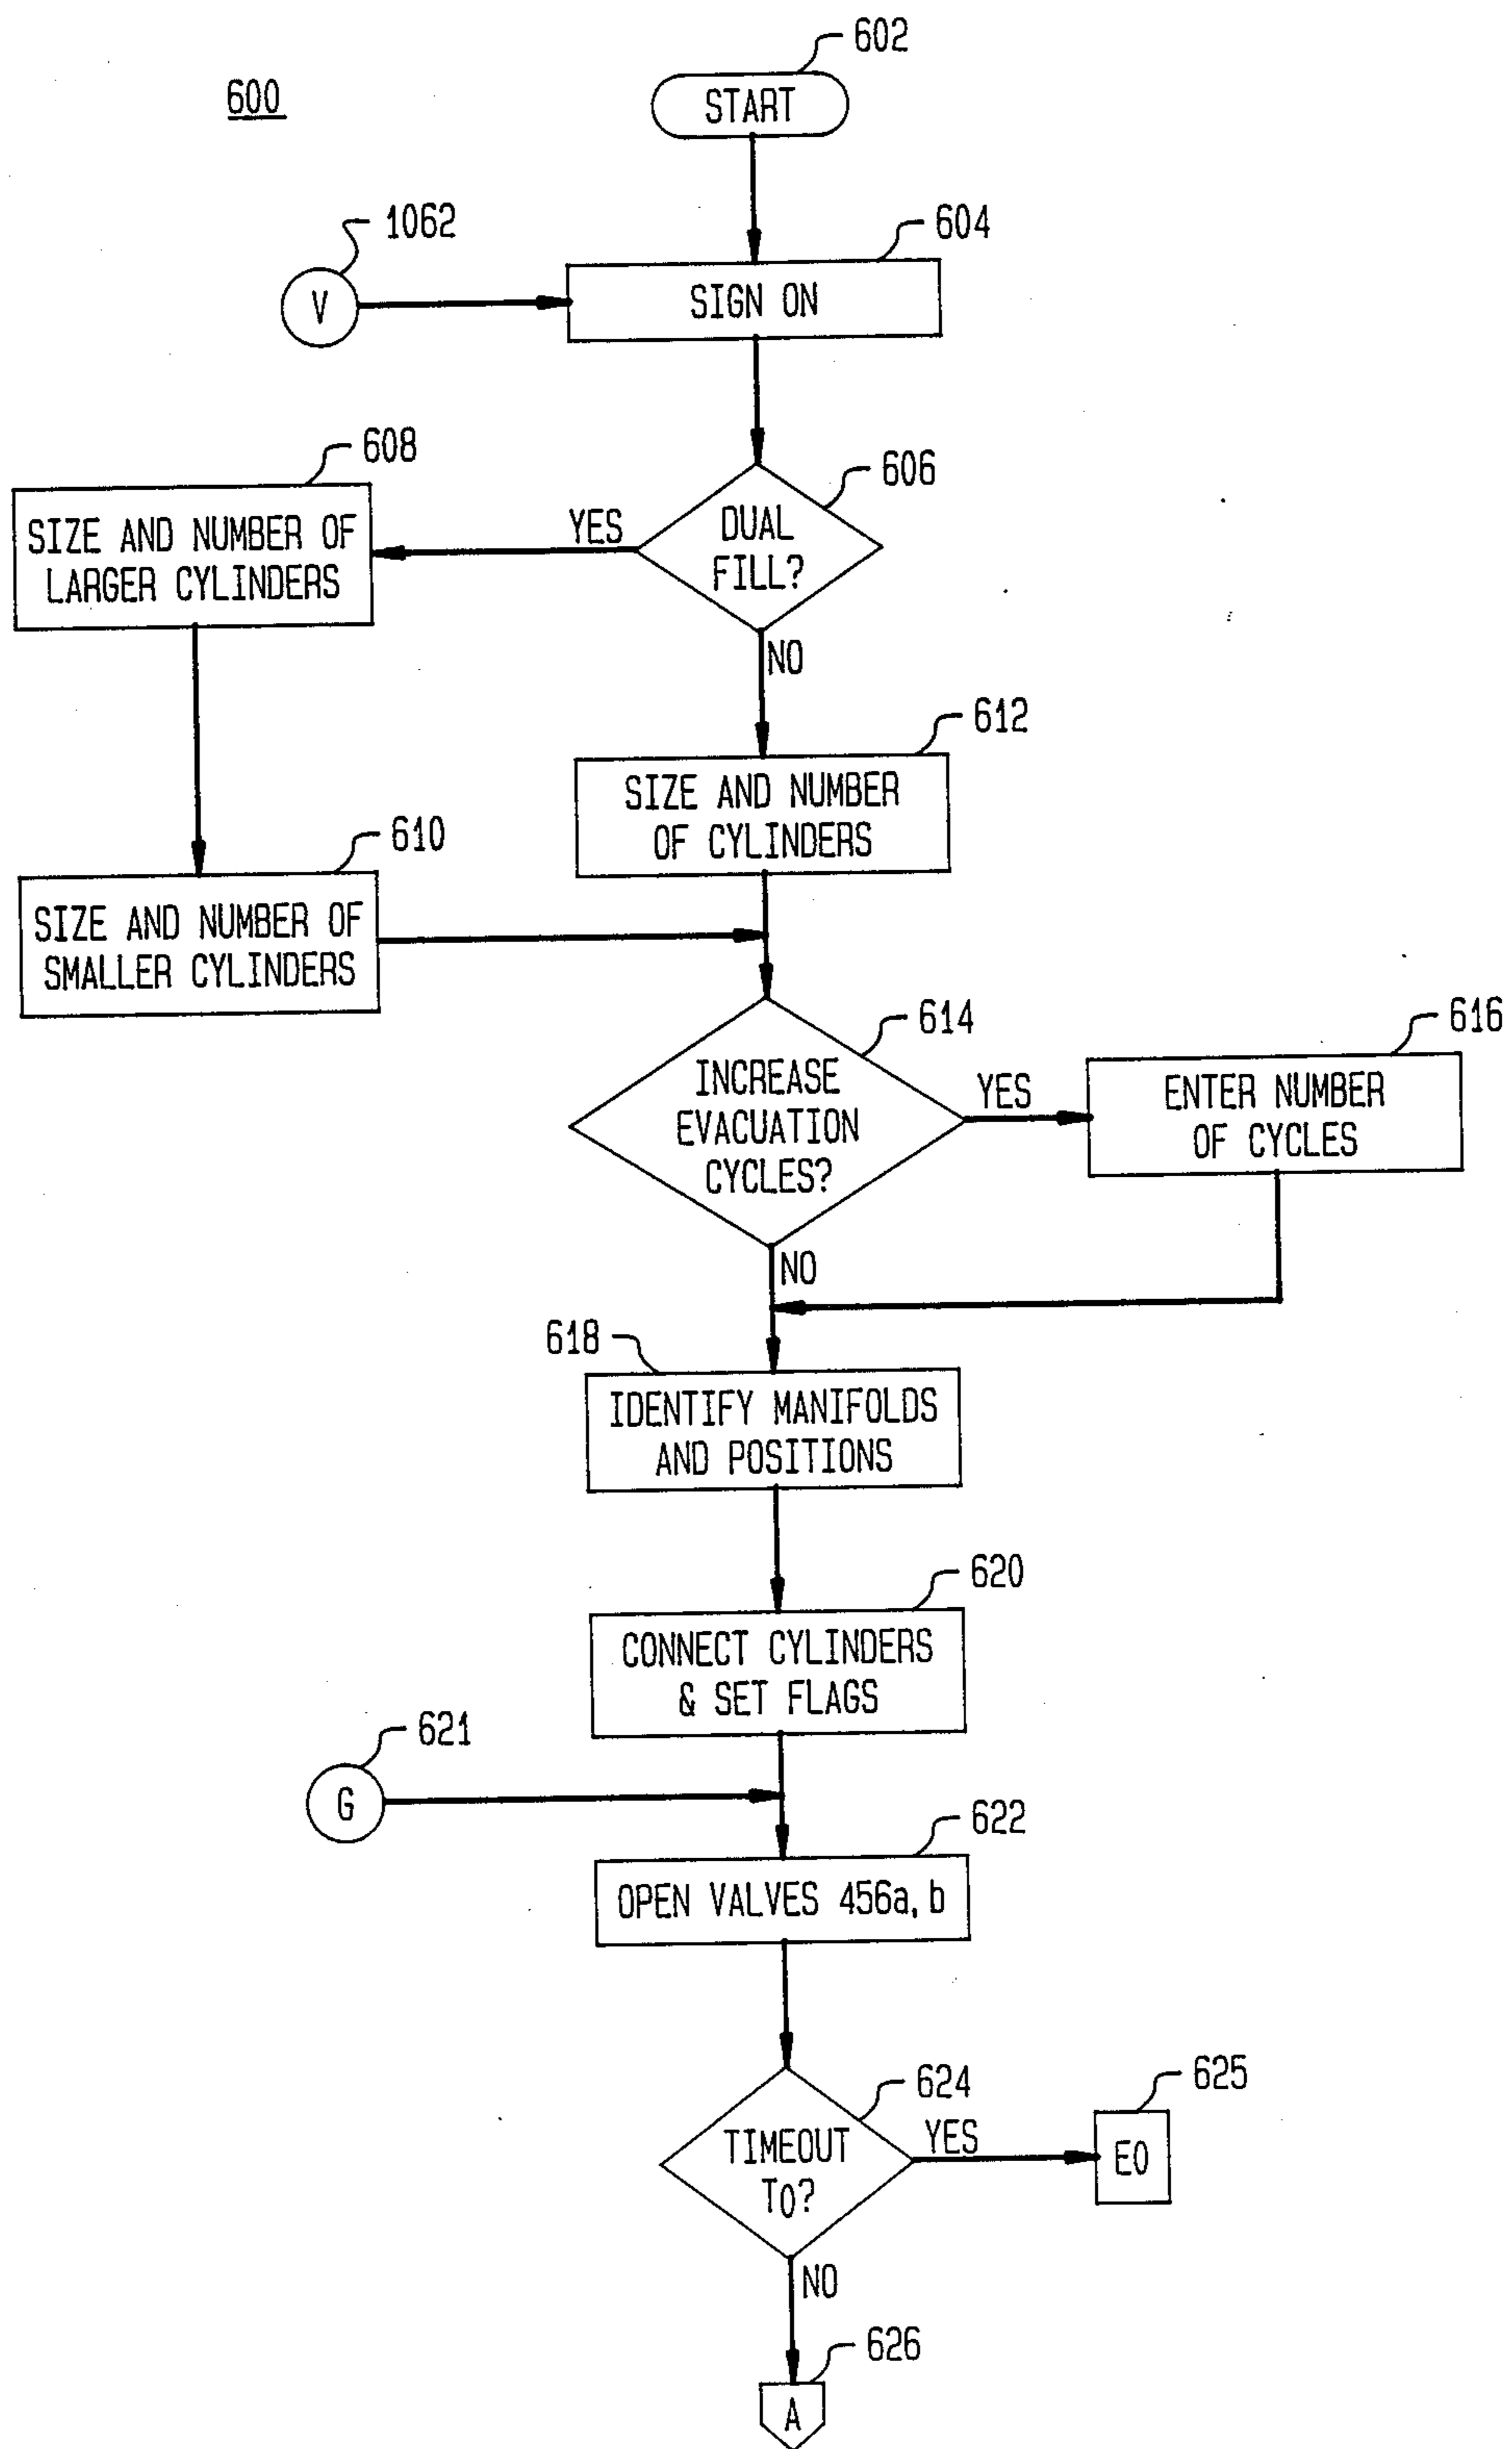 602
600
START
1062
604
V
SIGN ON
608
606
SIZE AND NUMBER OF
LARGER CYLINDERS
YES
DUAL
FILL?
NO
612
SIZE AND NUMBER
OF CYLINDERS
610
SIZE AND NUMBER OF
SMALLER CYLINDERS
614
616
INCREASE
EVACUATION
CYCLES?
YES
ENTER NUMBER
OF CYCLES
NO
618
IDENTIFY MANIFOLDS
AND POSITIONS
620
CONNECT CYLINDERS
& SET FLAGS
621
G
622
OPEN VALVES 456a, b
624
625
TIMEOUT
T0?
YES
E0
NO
626
A